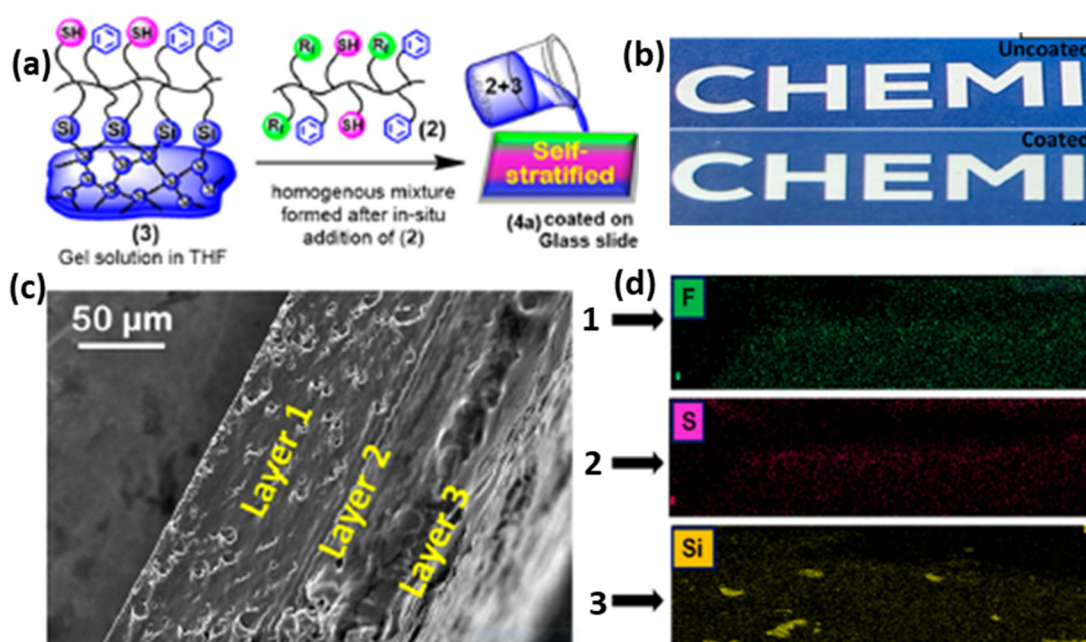 (a)
SH
SH
Rf
SH
Rf
2+3
Si
Si
Si
Si
Rf
Rf
SH
(2)
Self-
stratified
(3)
Gel solution in THF
homogenous mixture
formed after in-situ
addition of (2)
(4a) coated on
Glass slide
(b)
Uncoated
CHEMI
Coated
CHEMI
(c)
50 μm
Layer 1
Layer 2
Layer 3
(d)
1
F
2
S
3
Si